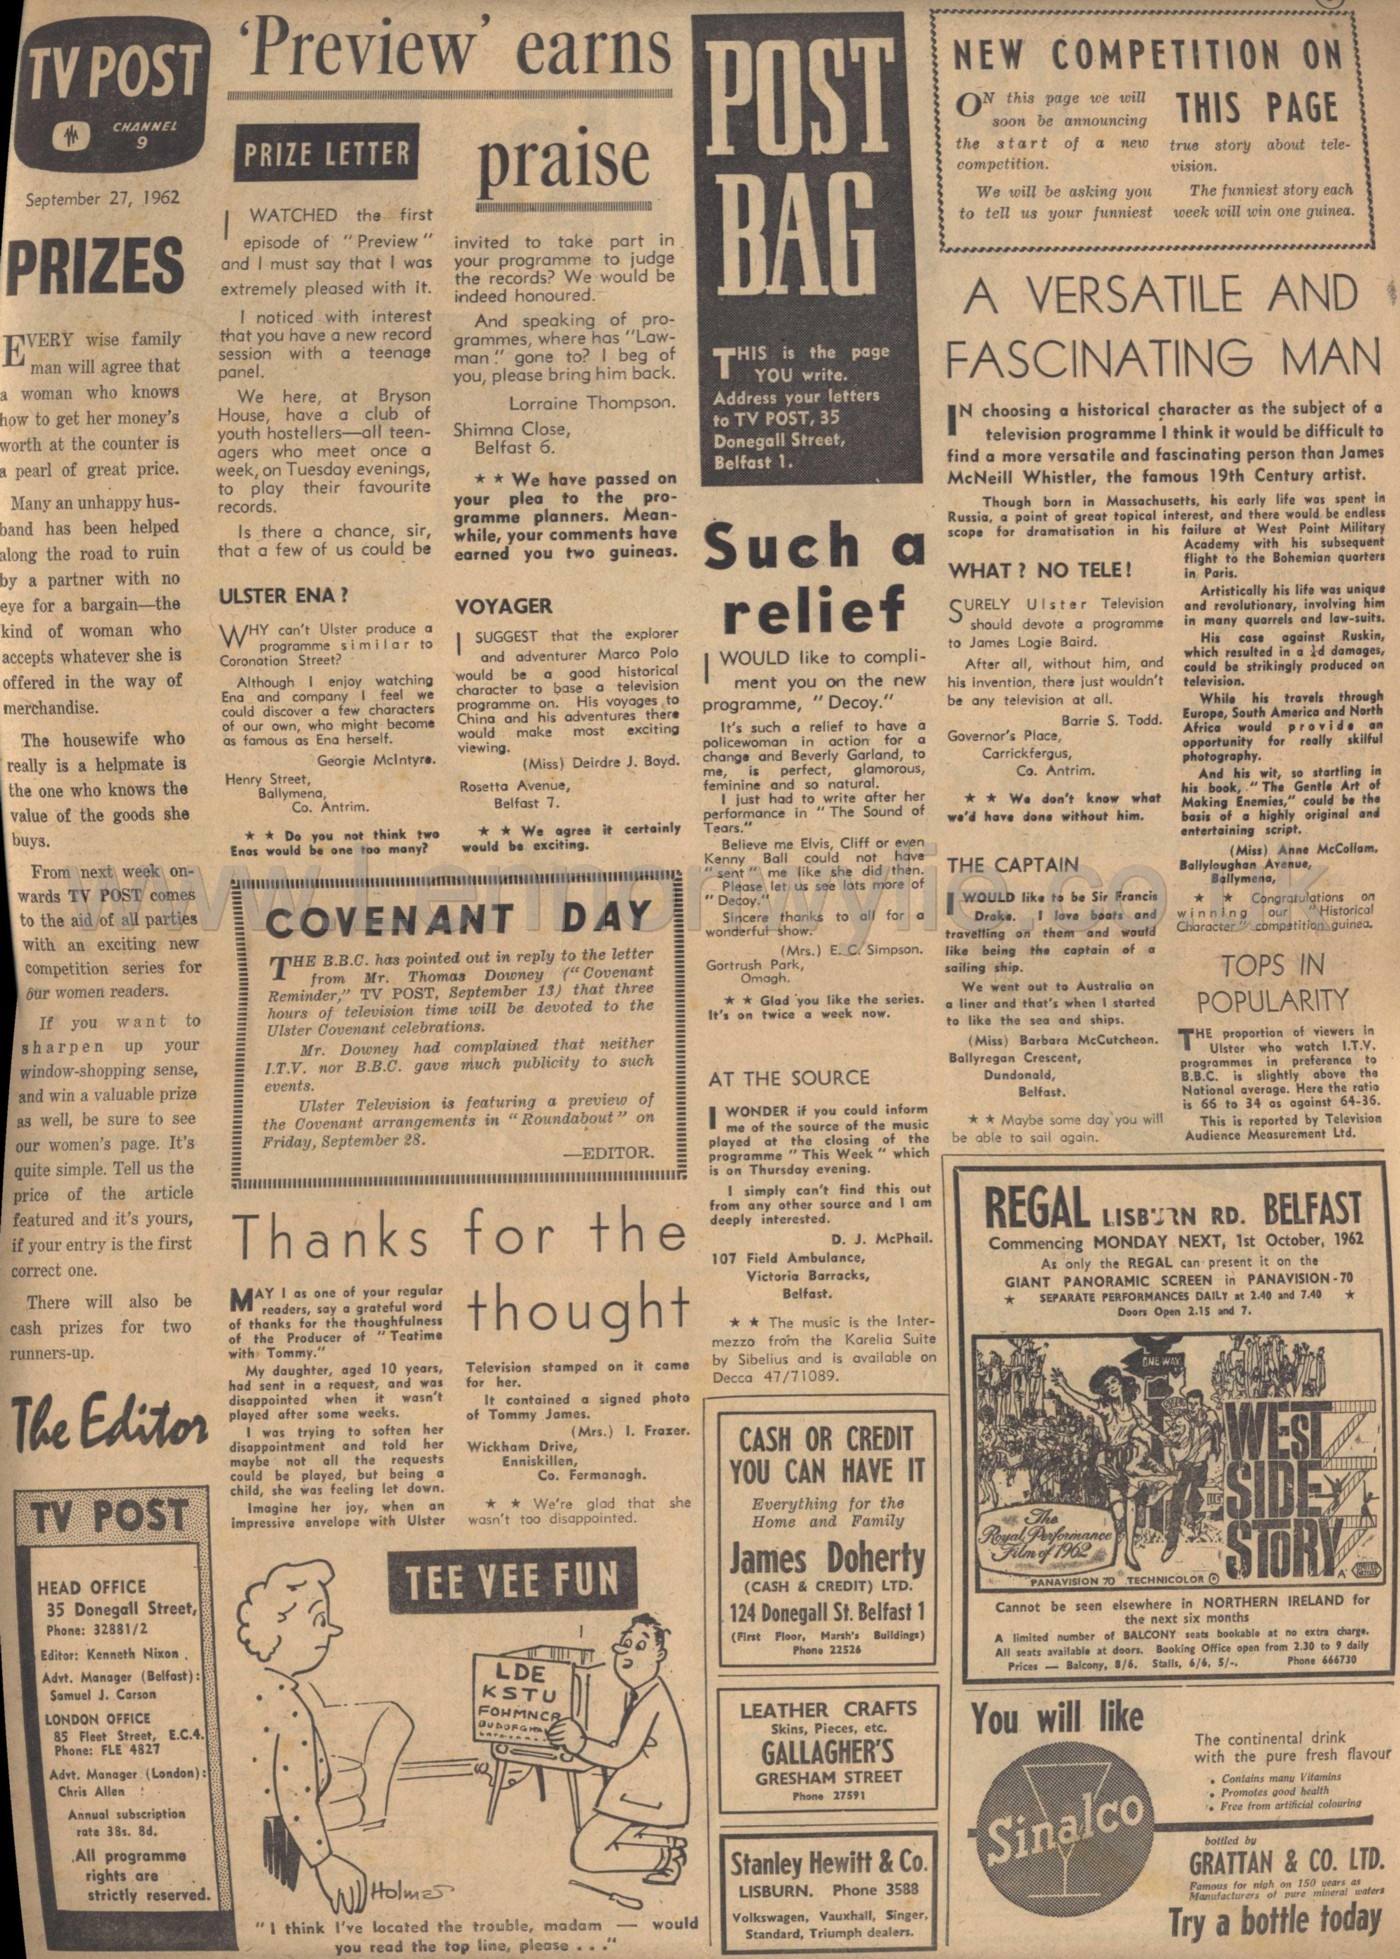 TV POST
CHANNEL
9
September 27, 1962
PRIZES
EVERY wise family
man will agree that
a woman who knows
how to get her money's
worth at the counter is
a pearl of great price.
Many an unhappy hus-
band has been helped
along the road to ruin
by a partner with no
eye for a bargain—the
kind of woman who
accepts whatever she is
offered in the way of
merchandise.
The housewife who
really is a helpmate is
the one who knows the
value of the goods she
buys.
From next week on-
wards TV POST comes
to the aid of all parties
with an exciting new
competition series for
our women readers.
If you want to
sharpen up your
window-shopping sense,
and win a valuable prize
as well, be sure to see
our women's page. It's
quite simple. Tell us the
price of the article
featured and it's yours,
if your entry is the first
correct one.
There will also be
cash prizes for two
runners-up.
The Editor
TV POST
HEAD OFFICE
35 Donegall Street,
Phone: 32881/2
Editor: Kenneth Nixon
Advt. Manager (Belfast):
Samuel J. Carson
LONDON OFFICE
85 Fleet Street, E.C.4.
Phone: FLE 4827
Advt. Manager (London):
Chris Allen
Annual subscription
rate 38s. 8d.
All programme
rights are
strictly reserved.
'Preview' earns
praise
PRIZE LETTER
I WATCHED the first
episode of "Preview"
and I must say that I was
extremely pleased with it.
I noticed with interest
that you have a new record
session with a teenage
panel.
We here, at Bryson
House, have a club of
youth hostellers—all teen-
agers who meet once a
week, on Tuesday evenings,
to play their favourite
records.
Is there a chance, sir,
that a few of us could be
invited to take part in
your programme to judge
the records? We would be
indeed honoured.
And speaking of pro-
grammes, where has "Law-
man" gone to? I beg of
you, please bring him back.
Lorraine Thompson.
Shimna Close,
Belfast 6.
★ ★ We have passed on
your plea to the pro-
gramme planners. Mean-
while, your comments have
earned you two guineas.
ULSTER ENA?
WHY can't Ulster produce a
programme similar to
Coronation Street?
Although I enjoy watching
Ena and company I feel we
could discover a few characters
of our own, who might become
as famous as Ena herself.
Georgie McIntyre.
Henry Street,
Ballymena,
Co. Antrim.
★ ★ Do you not think two
Enas would be one too many?
VOYAGER
I SUGGEST that the explorer
and adventurer Marco Polo
would be a good historical
character to base a television
programme on. His voyages to
China and his adventures there
would make most exciting
viewing.
(Miss) Deirdre J. Boyd.
Rosetta Avenue,
Belfast 7.
★ ★ We agree it certainly
would be exciting.
COVENANT DAY
THE B.B.C. has pointed out in reply to the letter
from Mr. Thomas Downey ("Covenant
Reminder," TV POST, September 13) that three
hours of television time will be devoted to the
Ulster Covenant celebrations.
Mr. Downey had complained that neither
I.T.V. nor B.B.C. gave much publicity to such
events.
Ulster Television is featuring a preview of
the Covenant arrangements in "Roundabout" on
Friday, September 28.
—EDITOR.
Thanks for the
thought
MAY I as one of your regular
readers, say a grateful word
of thanks for the thoughtfulness
of the Producer of "Teatime
with Tommy."
My daughter, aged 10 years,
had sent in a request, and was
disappointed when it wasn't
played after some weeks.
I was trying to soften her
disappointment and told her
maybe not all the requests
could be played, but being a
child, she was feeling let down.
Imagine her joy, when an
impressive envelope with Ulster
Television stamped on it came
for her.
It contained a signed photo
of Tommy James.
(Mrs.) I. Frazer.
Wickham Drive,
Enniskillen,
Co. Fermanagh.
★ ★ We're glad that she
wasn't too disappointed.
TEE VEE FUN
LDE
KSTU
FOHMNCR
Holmes
"I think I've located the trouble, madam — would
you read the top line, please . . ."
POST
BAG
THIS is the page
YOU write.
Address your letters
to TV POST, 35
Donegall Street,
Belfast 1.
Such a
relief
I WOULD like to compli-
ment you on the new
programme, "Decoy."
It's such a relief to have a
policewoman in action for a
change and Beverly Garland, to
me, is perfect, glamorous,
feminine and so natural.
I just had to write after her
performance in "The Sound of
Tears."
Believe me Elvis, Cliff or even
Kenny Ball could not have
"sent" me like she did then.
Please let us see lots more of
"Decoy."
Sincere thanks to all for a
wonderful show.
(Mrs.) E. C. Simpson.
Gortrush Park,
Omagh.
★ ★ Glad you like the series.
It's on twice a week now.
AT THE SOURCE
I WONDER if you could inform
me of the source of the music
played at the closing of the
programme "This Week" which
is on Thursday evening.
I simply can't find this out
from any other source and I am
deeply interested.
D. J. McPhail.
107 Field Ambulance,
Victoria Barracks,
Belfast.
★ ★ The music is the Inter-
mezzo from the Karelia Suite
by Sibelius and is available on
Decca 47/71089.
CASH OR CREDIT
YOU CAN HAVE IT
Everything for the
Home and Family
James Doherty
(CASH & CREDIT) LTD.
124 Donegall St. Belfast 1
(First Floor, Marsh's Buildings)
Phone 22526
LEATHER CRAFTS
Skins, Pieces, etc.
GALLAGHER'S
GRESHAM STREET
Phone 27591
Stanley Hewitt & Co.
LISBURN. Phone 3588
Volkswagen, Vauxhall, Singer,
Standard, Triumph dealers.
NEW COMPETITION ON
THIS PAGE
ON this page we will
soon be announcing
the start of a new
competition.
We will be asking you
to tell us your funniest
true story about tele-
vision.
The funniest story each
week will win one guinea.
A VERSATILE AND
FASCINATING MAN
IN choosing a historical character as the subject of a
television programme I think it would be difficult to
find a more versatile and fascinating person than James
McNeill Whistler, the famous 19th Century artist.
Though born in Massachusetts, his early life was spent in
Russia, a point of great topical interest, and there would be endless
scope for dramatisation in his failure at West Point Military
Academy with his subsequent
flight to the Bohemian quarters
in Paris.
Artistically his life was unique
and revolutionary, involving him
in many quarrels and law-suits.
His case against Ruskin,
which resulted in a ¼d damages,
could be strikingly produced on
television.
While his travels through
Europe, South America and North
Africa would provide an
opportunity for really skilful
photography.
And his wit, so startling in
his book, "The Gentle Art of
Making Enemies," could be the
basis of a highly original and
entertaining script.
(Miss) Anne McCollam.
Ballyloughan Avenue,
Ballymena,
★ ★ Congratulations on
winning our "Historical
Character" competition guinea.
WHAT? NO TELE!
SURELY Ulster Television
should devote a programme
to James Logie Baird.
After all, without him, and
his invention, there just wouldn't
be any television at all.
Barrie S. Todd.
Governor's Place,
Carrickfergus,
Co. Antrim.
★ ★ We don't know what
we'd have done without him.
THE CAPTAIN
I WOULD like to be Sir Francis
Drake. I love boats and
travelling on them and would
like being the captain of a
sailing ship.
We went out to Australia on
a liner and that's when I started
to like the sea and ships.
(Miss) Barbara McCutcheon.
Ballyregan Crescent,
Dundonald,
Belfast.
★ ★ Maybe some day you will
be able to sail again.
TOPS IN
POPULARITY
THE proportion of viewers in
Ulster who watch I.T.V.
programmes in preference to
B.B.C. is slightly above the
National average. Here the ratio
is 66 to 34 as against 64-36.
This is reported by Television
Audience Measurement Ltd.
REGAL LISBURN RD. BELFAST
Commencing MONDAY NEXT, 1st October, 1962
As only the REGAL can present it on the
GIANT PANORAMIC SCREEN in PANAVISION-70
★ SEPARATE PERFORMANCES DAILY at 2.40 and 7.40 ★
Doors Open 2.15 and 7.
ONE WAY
WEST
SIDE
STORY
The
Royal Performance
Film of 1962
PANAVISION 70 TECHNICOLOR
Cannot be seen elsewhere in NORTHERN IRELAND for
the next six months
A limited number of BALCONY seats bookable at no extra charge.
All seats available at doors. Booking Office open from 2.30 to 9 daily
Prices — Balcony, 8/6. Stalls, 6/6, 5/-. Phone 666730
You will like
Sinalco
The continental drink
with the pure fresh flavour
• Contains many Vitamins
• Promotes good health
• Free from artificial colouring
bottled by
GRATTAN & CO. LTD.
Famous for nigh on 150 years as
Manufacturers of pure mineral waters
Try a bottle today